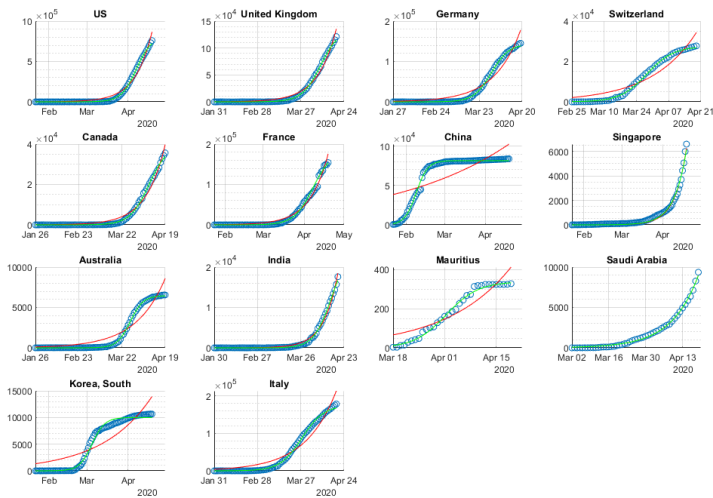 US
×10^5
10
5
0
Feb Mar Apr
2020
United Kingdom
×10^4
15
10
5
0
Jan 31 Feb 28 Mar 27 Apr 24
2020
Germany
×10^5
2
1
0
Jan 27 Feb 24 Mar 23 Apr 20
2020
Switzerland
×10^4
4
2
0
Feb 25 Mar 10 Mar 24 Apr 07 Apr 21
2020
Canada
×10^4
4
2
0
Jan 26 Feb 23 Mar 22 Apr 19
2020
France
×10^5
2
1
0
Feb Mar Apr May
2020
China
×10^4
10
5
0
Feb Mar Apr
2020
Singapore
6000
4000
2000
0
Feb Mar Apr
2020
Australia
10000
5000
0
Jan 26 Feb 23 Mar 22 Apr 19
2020
India
×10^4
2
1
0
Jan 30 Feb 27 Mar 26 Apr 23
2020
Mauritius
400
200
0
Mar 18 Apr 01 Apr 15
2020
Saudi Arabia
10000
5000
0
Mar 02 Mar 16 Mar 30 Apr 13
2020
Korea, South
15000
10000
5000
0
Feb Mar Apr
2020
Italy
×10^5
2
1
0
Jan 31 Feb 28 Mar 27 Apr 24
2020